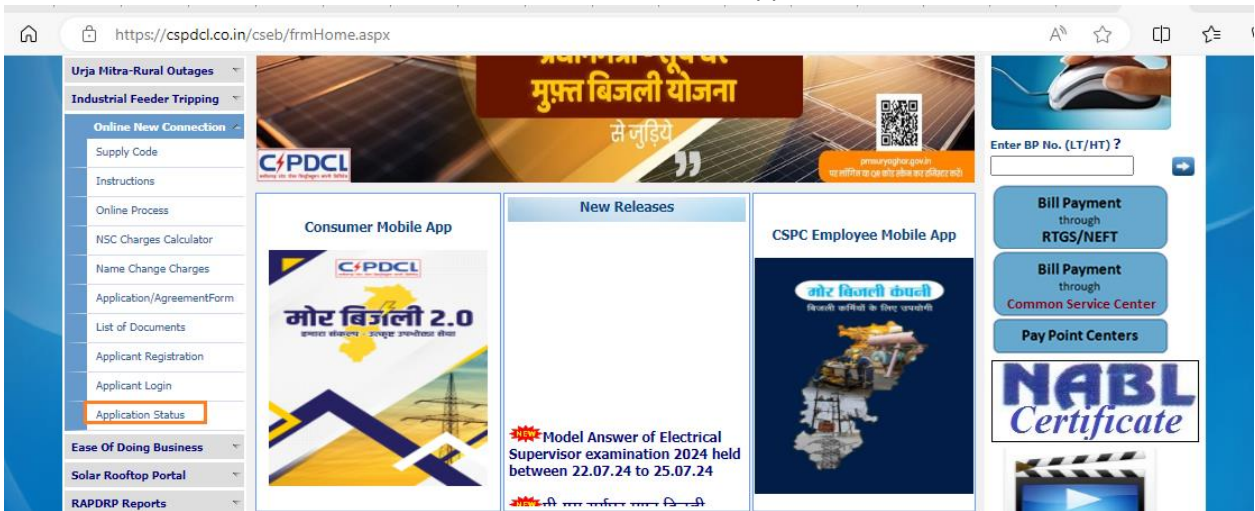 https://cspdcl.co.in/cseb/frmHome.aspx
Urja Mitra-Rural Outages
Industrial Feeder Tripping
Online New Connection
Supply Code
Instructions
Online Process
NSC Charges Calculator
Name Change Charges
Application/AgreementForm
List of Documents
Applicant Registration
Applicant Login
Application Status
Ease Of Doing Business
Solar Rooftop Portal
RAPDRP Reports
मुफ़्त बिजली योजना
से जुड़िये
CSPDCL
pmsuryaghar.gov.in
Consumer Mobile App
CSPDCL
मोर बिजली 2.0
New Releases
NEW Model Answer of Electrical
Supervisor examination 2024 held
between 22.07.24 to 25.07.24
NEW
CSPC Employee Mobile App
मोर बिजली कंपनी
बिजली कर्मियों के लिए उपयोगी
Enter BP No. (LT/HT) ?
Bill Payment
through
RTGS/NEFT
Bill Payment
through
Common Service Center
Pay Point Centers
NABL
Certificate